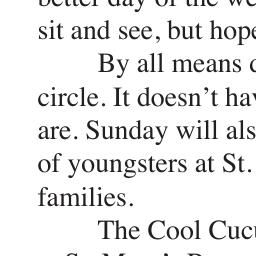 better day of the we
sit and see, but hope
By all means d
circle. It doesn't hav
are. Sunday will als
of youngsters at St.
families.
The Cool Cucu